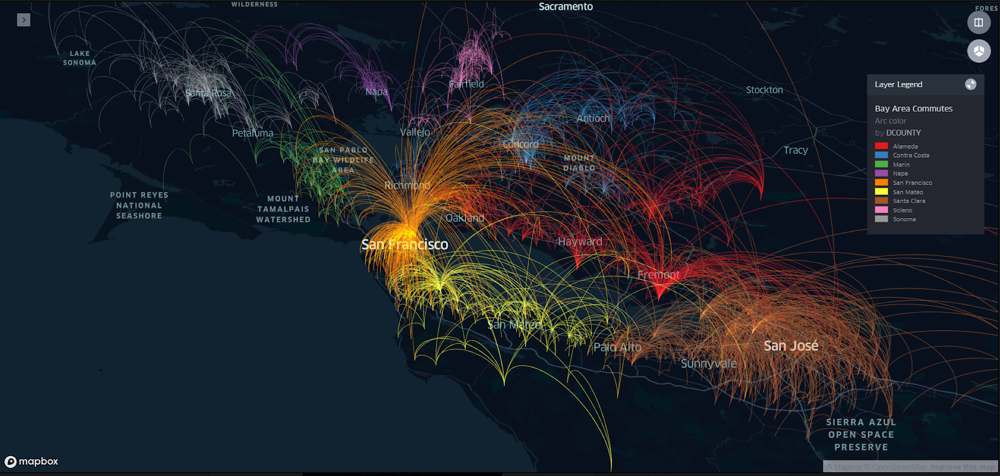 WILDERNESS
Sacramento
FORES
LAKE
SONOMA
Santa Rosa
Napa
Fairfield
Stockton
Antioch
Petaluma
Vallejo
Concord
Tracy
SAN PABLO
BAY WILDLIFE
AREA
MOUNT
DIABLO
Richmond
POINT REYES
NATIONAL
SEASHORE
MOUNT
TAMALPAIS
WATERSHED
Oakland
San Francisco
Hayward
Fremont
San Mateo
Palo Alto
San José
Sunnyvale
SIERRA AZUL
OPEN SPACE
PRESERVE
Layer Legend
Bay Area Commutes
Arc color
by DCOUNTY
Alameda
Contra Costa
Marin
Napa
San Francisco
San Mateo
Santa Clara
Solano
Sonoma
mapbox
© Mapbox © OpenStreetMap Improve this map